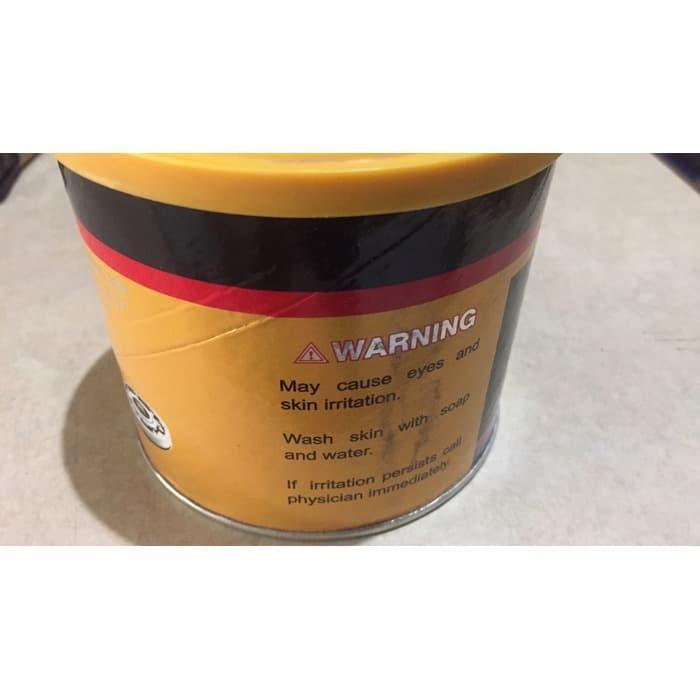 WARNING
May cause eyes and
skin irritation.
Wash skin with soap
and water.
If irritation persists call
physician immediately.